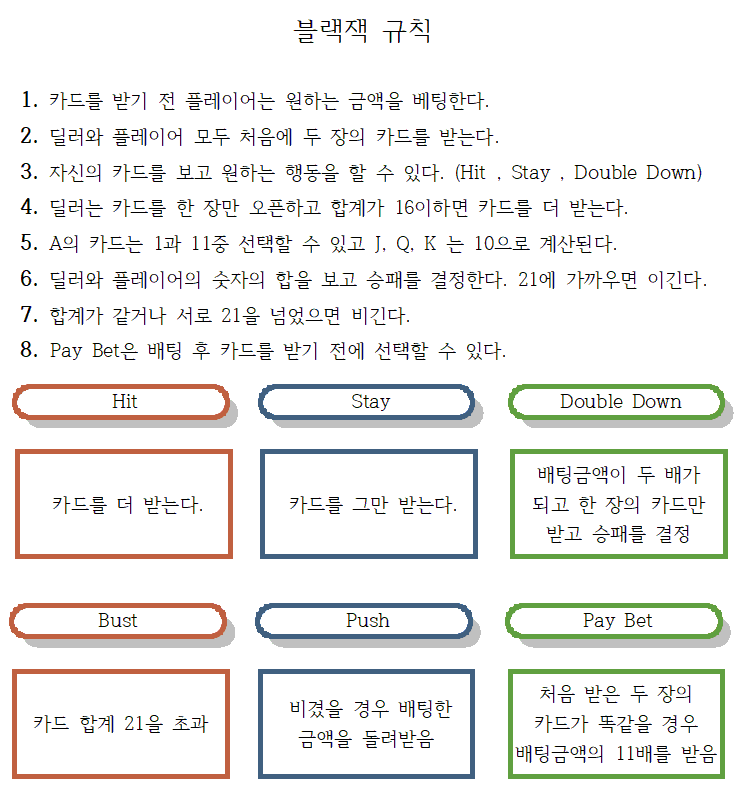 블랙잭 규칙
1. 카드를 받기 전 플레이어는 원하는 금액을 베팅한다.
2. 딜러와 플레이어 모두 처음에 두 장의 카드를 받는다.
3. 자신의 카드를 보고 원하는 행동을 할 수 있다. (Hit , Stay , Double Down)
4. 딜러는 카드를 한 장만 오픈하고 합계가 16이하면 카드를 더 받는다.
5. A의 카드는 1과 11중 선택할 수 있고 J, Q, K 는 10으로 계산된다.
6. 딜러와 플레이어의 숫자의 합을 보고 승패를 결정한다. 21에 가까우면 이긴다.
7. 합계가 같거나 서로 21을 넘었으면 비긴다.
8. Pay Bet은 배팅 후 카드를 받기 전에 선택할 수 있다.
Hit
카드를 더 받는다.
Stay
카드를 그만 받는다.
Double Down
배팅금액이 두 배가
되고 한 장의 카드만
받고 승패를 결정
Bust
카드 합계 21을 초과
Push
비겼을 경우 배팅한
금액을 돌려받음
Pay Bet
처음 받은 두 장의
카드가 똑같을 경우
배팅금액의 11배를 받음